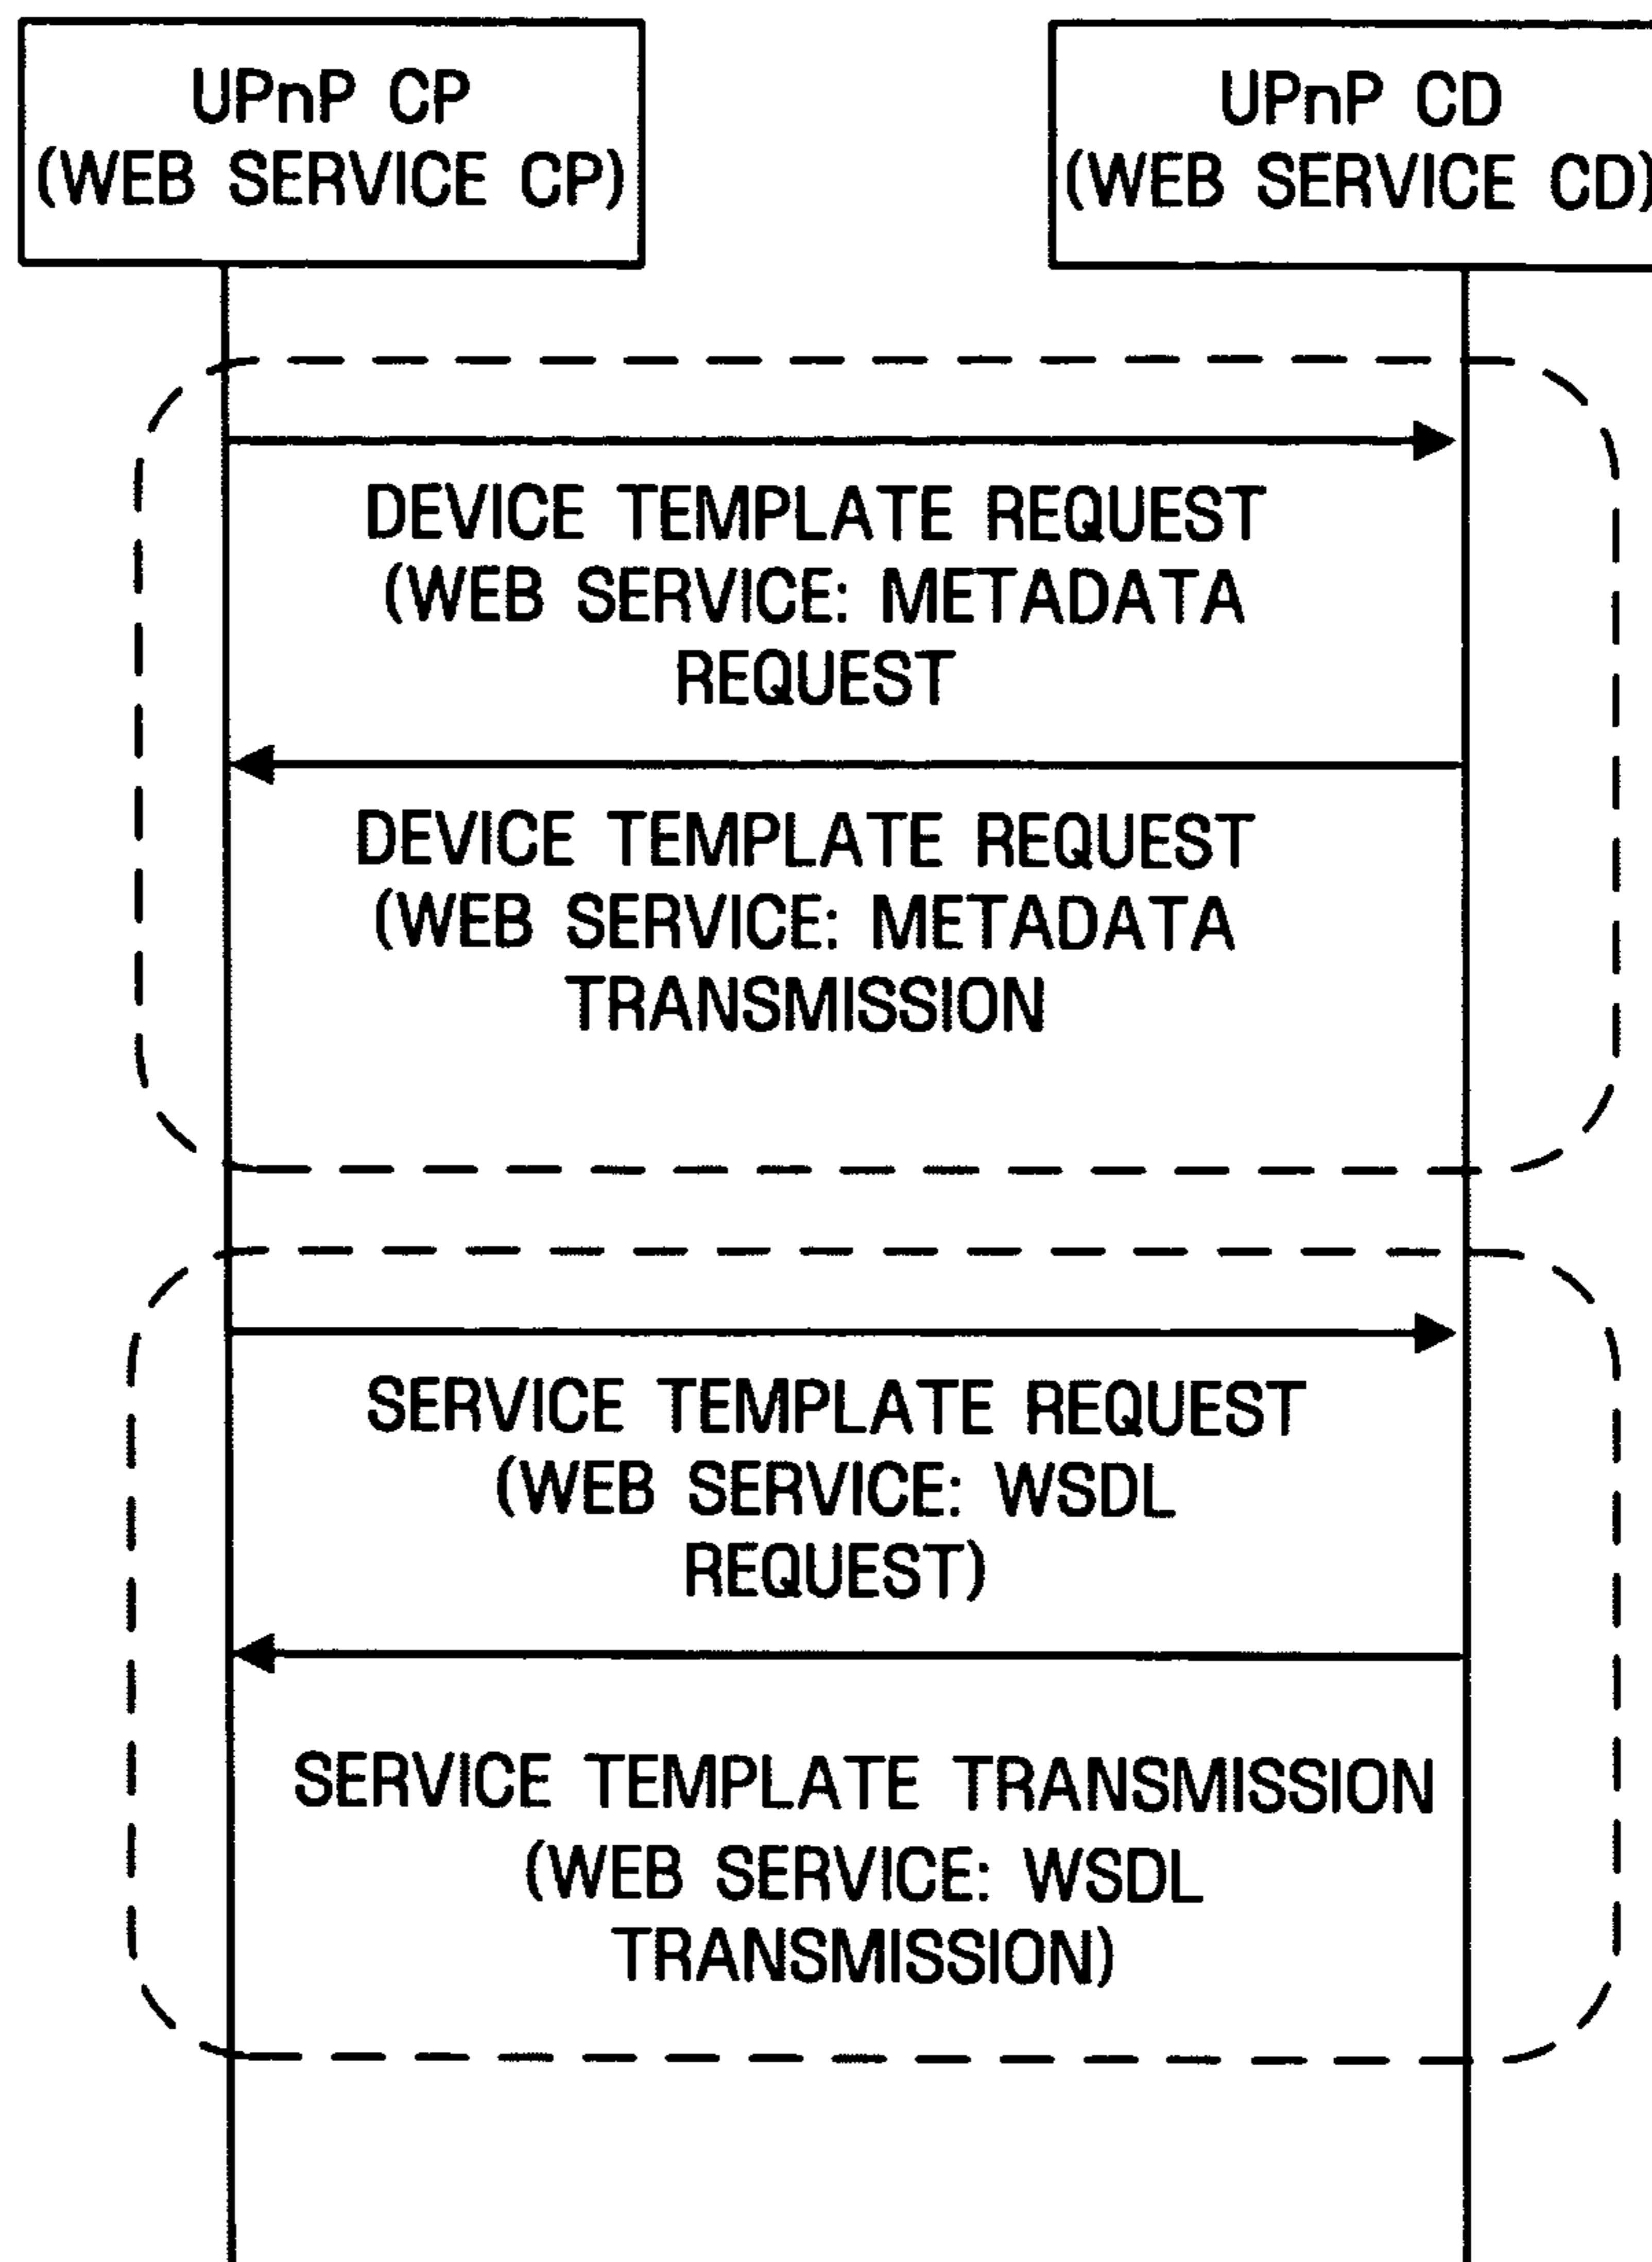 UPnP CP
(WEB SERVICE CP)
UPnP CD
(WEB SERVICE CD)
DEVICE TEMPLATE REQUEST
(WEB SERVICE: METADATA
REQUEST
DEVICE TEMPLATE REQUEST
(WEB SERVICE: METADATA
TRANSMISSION
SERVICE TEMPLATE REQUEST
(WEB SERVICE: WSDL
REQUEST)
SERVICE TEMPLATE TRANSMISSION
(WEB SERVICE: WSDL
TRANSMISSION)